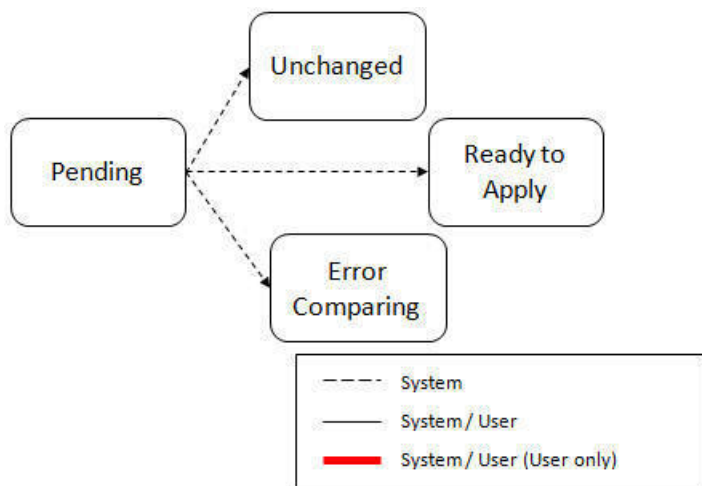 Unchanged
Pending
Ready to
Apply
Error
Comparing
System
System / User
System / User (User only)